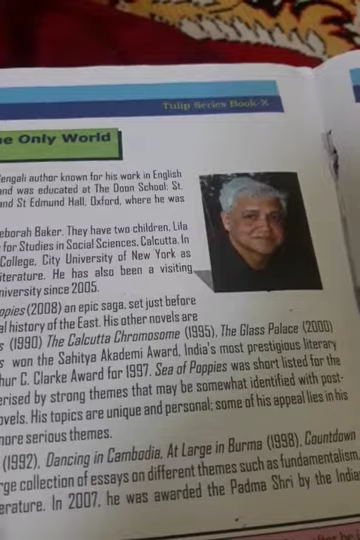 Tulip Series Book-X
he Only World
Bengali author known for his work in English
and was educated at The Doon School; St.
and St Edmund Hall, Oxford, where he was
eborah Baker. They have two children, Lila
for Studies in Social Sciences, Calcutta. In
College, City University of New York as
iterature. He has also been a visiting
niversity since 2005.
oppies (2008) an epic saga, set just before
al history of the East. His other novels are
s (1990) The Calcutta Chromosome (1995), The Glass Palace (2000)
s won the Sahitya Akademi Award, India's most prestigious literary
hur C. Clarke Award for 1997. Sea of Poppies was short listed for the
erised by strong themes that may be somewhat identified with post-
ovels. His topics are unique and personal; some of his appeal lies in his
more serious themes.
(1992), Dancing in Cambodia, At Large in Burma (1998), Countdown
rge collection of essays on different themes such as fundamentalism,
erature. In 2007, he was awarded the Padma Shri by the India